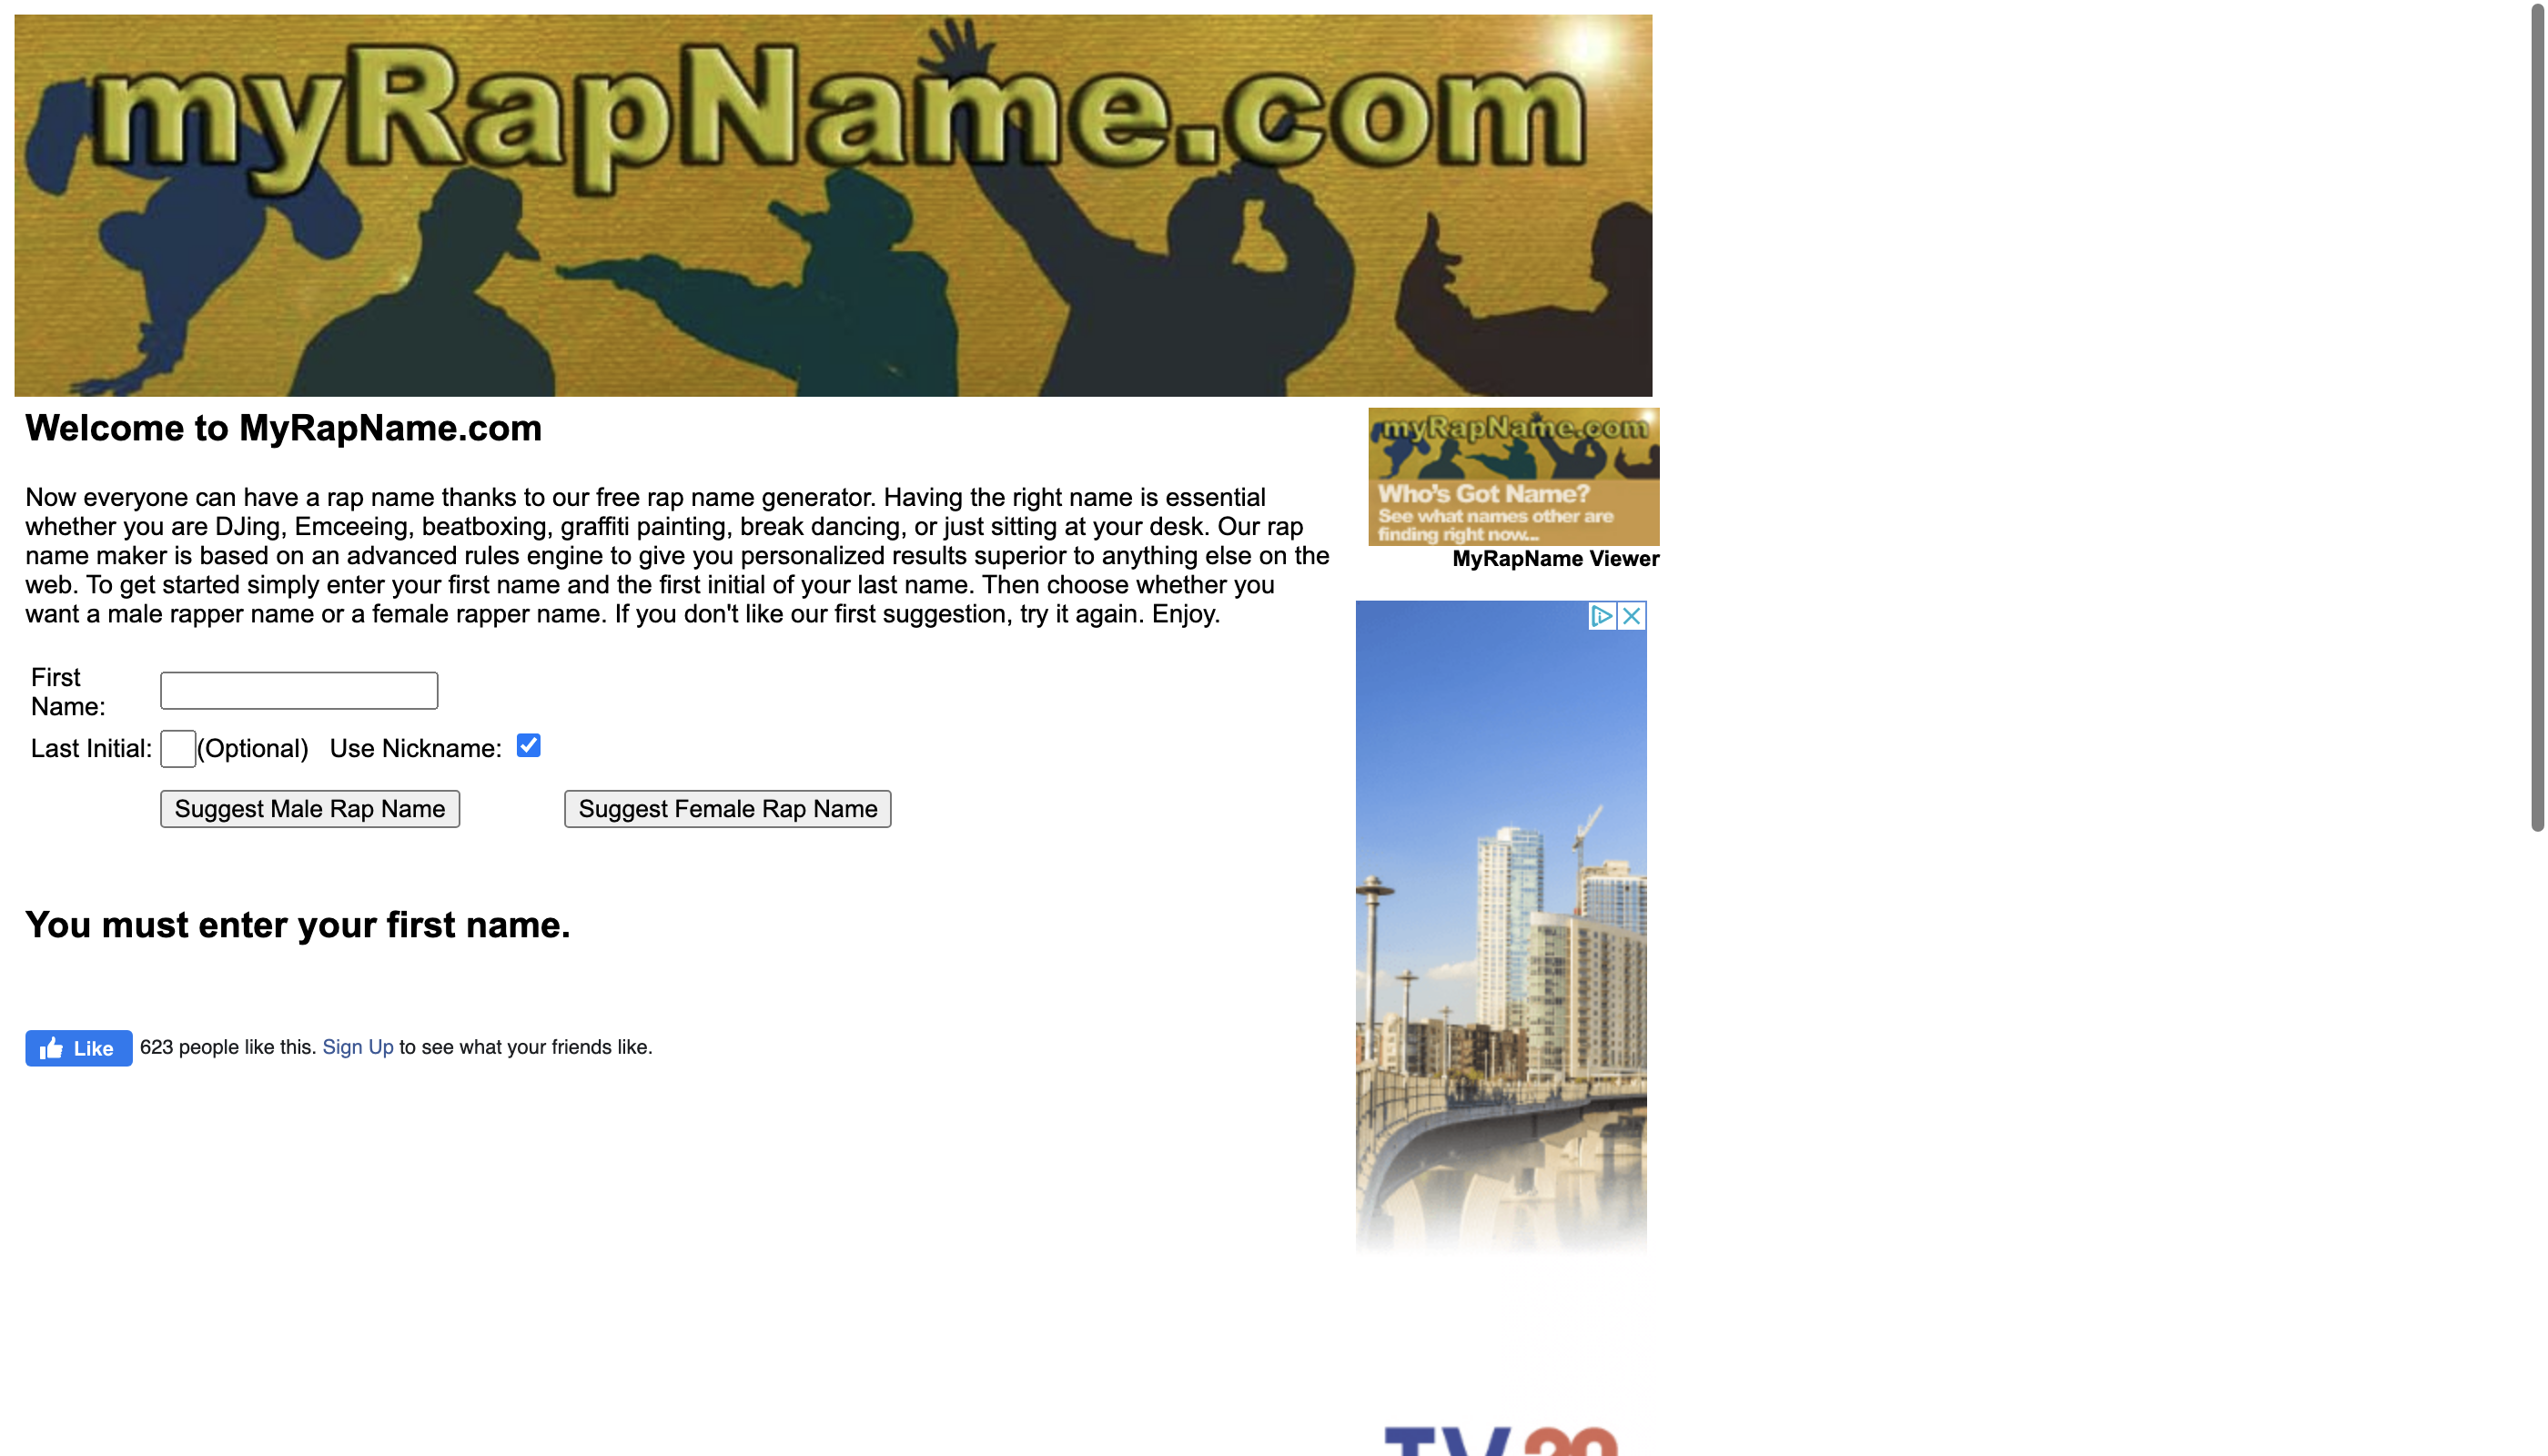 myRapName.com
Welcome to MyRapName.com
Now everyone can have a rap name thanks to our free rap name generator. Having the right name is essential
whether you are DJing, Emceeing, beatboxing, graffiti painting, break dancing, or just sitting at your desk. Our rap
name maker is based on an advanced rules engine to give you personalized results superior to anything else on the
web. To get started simply enter your first name and the first initial of your last name. Then choose whether you
want a male rapper name or a female rapper name. If you don't like our first suggestion, try it again. Enjoy.
First
Name:
Last Initial: (Optional) Use Nickname:
Suggest Male Rap Name Suggest Female Rap Name
You must enter your first name.
Like 623 people like this. Sign Up to see what your friends like.
myRapName.com
Who's Got Name?
See what names other are
finding right now...
MyRapName Viewer